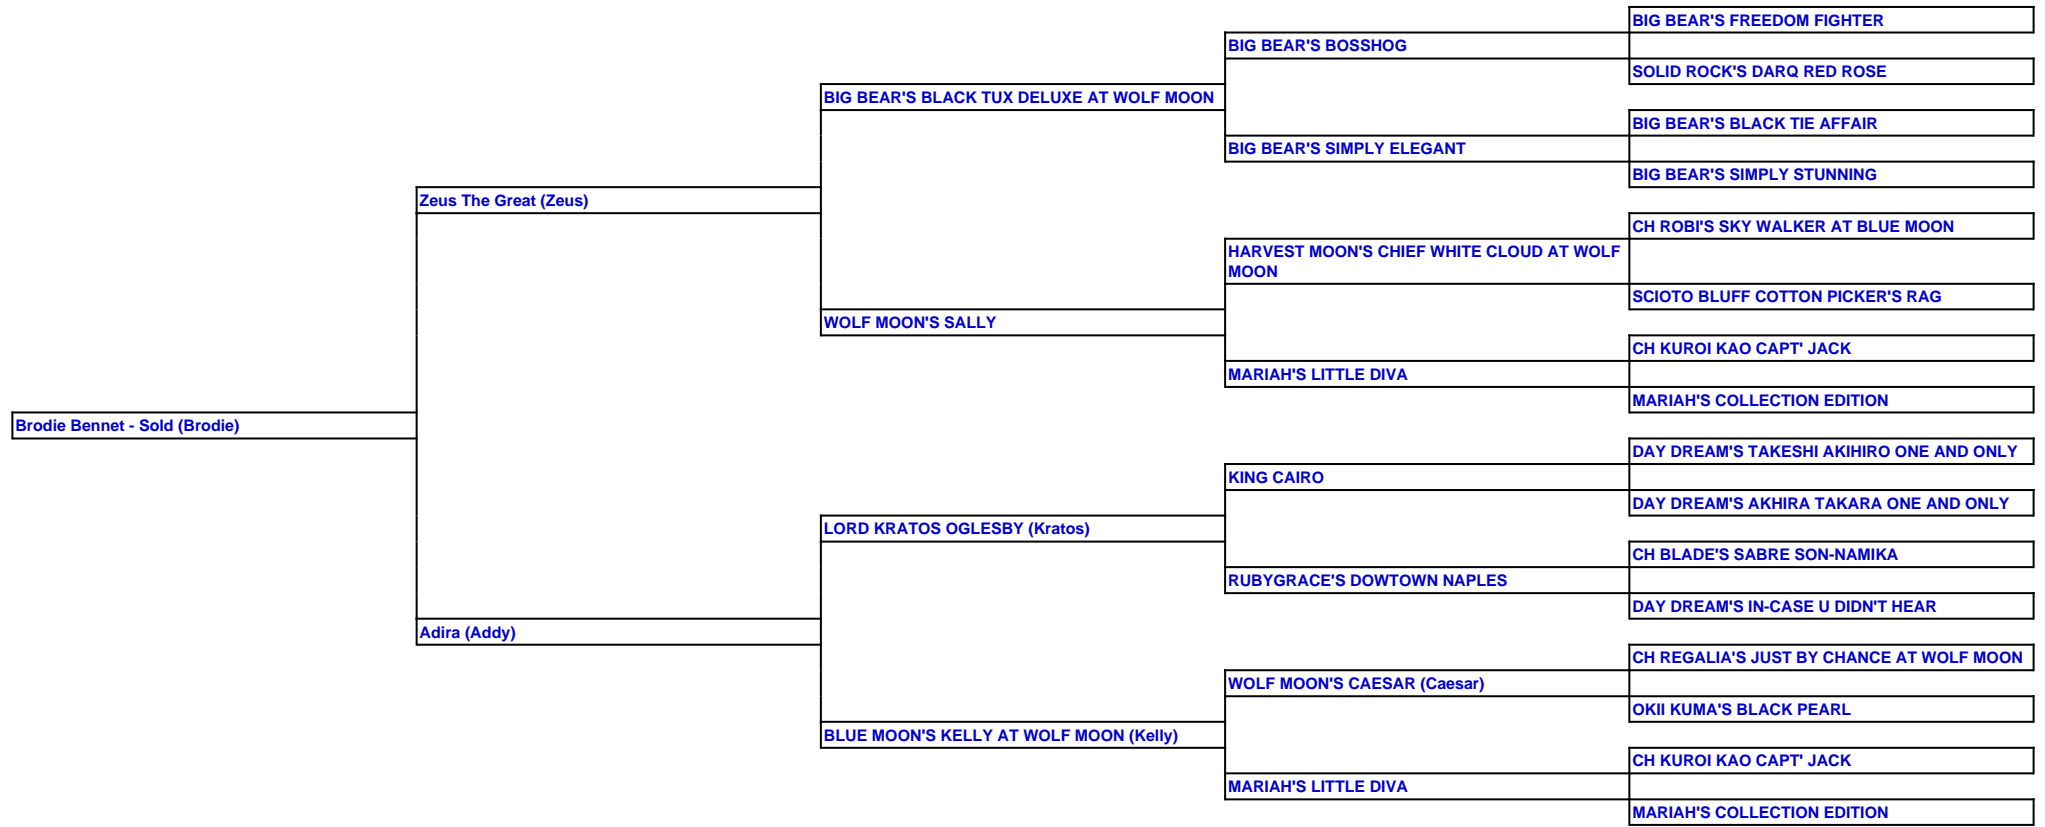 BIG BEAR'S FREEDOM FIGHTER
BIG BEAR'S BOSSHOG
SOLID ROCK'S DARQ RED ROSE
BIG BEAR'S BLACK TUX DELUXE AT WOLF MOON
BIG BEAR'S BLACK TIE AFFAIR
BIG BEAR'S SIMPLY ELEGANT
BIG BEAR'S SIMPLY STUNNING
Zeus The Great (Zeus)
CH ROBI'S SKY WALKER AT BLUE MOON
HARVEST MOON'S CHIEF WHITE CLOUD AT WOLF
MOON
SCIOTO BLUFF COTTON PICKER'S RAG
WOLF MOON'S SALLY
CH KUROI KAO CAPT' JACK
MARIAH'S LITTLE DIVA
MARIAH'S COLLECTION EDITION
Brodie Bennet - Sold (Brodie)
DAY DREAM'S TAKESHI AKIHIRO ONE AND ONLY
KING CAIRO
DAY DREAM'S AKHIRA TAKARA ONE AND ONLY
LORD KRATOS OGLESBY (Kratos)
CH BLADE'S SABRE SON-NAMIKA
RUBYGRACE'S DOWTOWN NAPLES
DAY DREAM'S IN-CASE U DIDN'T HEAR
Adira (Addy)
CH REGALIA'S JUST BY CHANCE AT WOLF MOON
WOLF MOON'S CAESAR (Caesar)
OKII KUMA'S BLACK PEARL
BLUE MOON'S KELLY AT WOLF MOON (Kelly)
CH KUROI KAO CAPT' JACK
MARIAH'S LITTLE DIVA
MARIAH'S COLLECTION EDITION